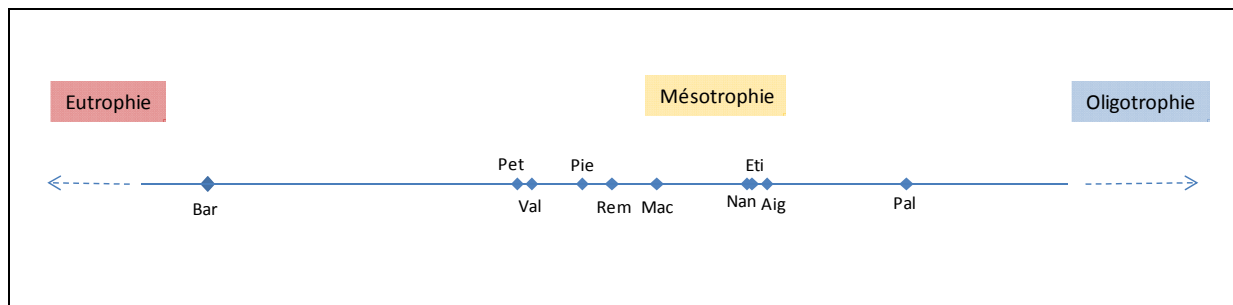 Eutrophie
Mésotrophie
Oligotrophie
Pet
Pie
Eti
Bar
Val
Rem
Mac
Nan
Aig
Pal